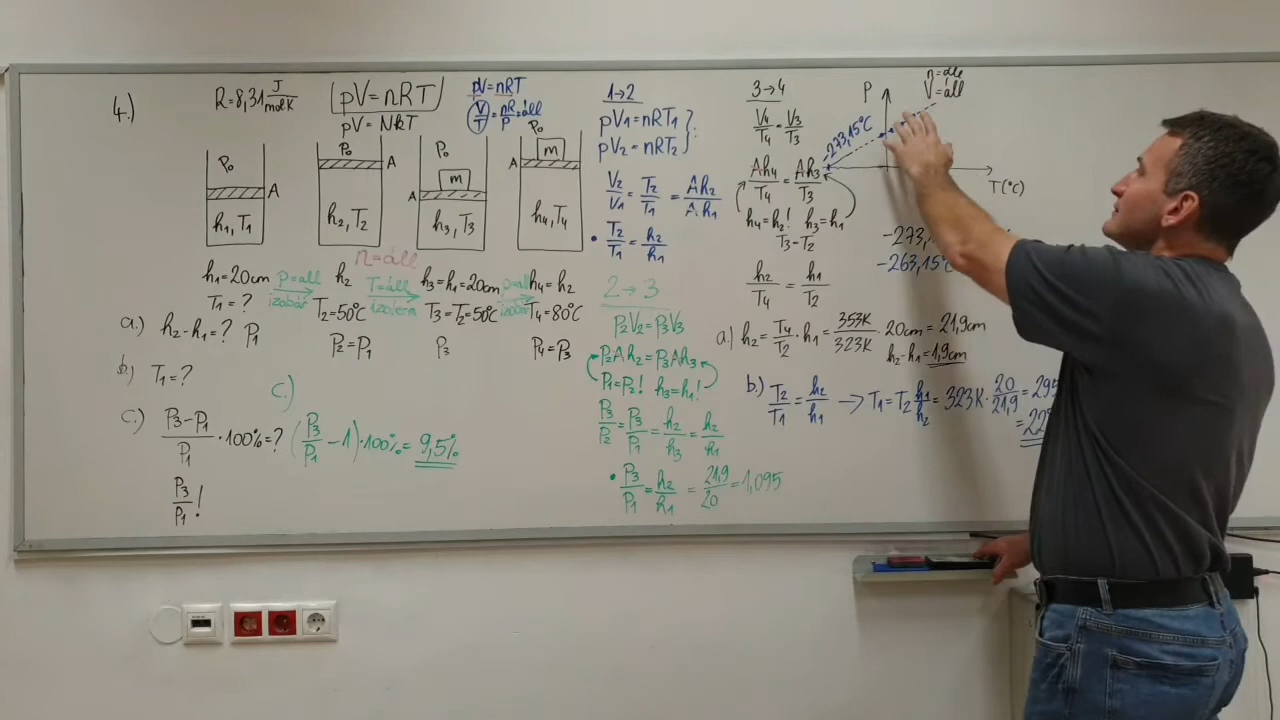 4.)
R=8,31 J/molK
pV=nRT
pV=NkT
P₀
A
h₁,T₁
P₀
A
h₂,T₂
P₀
m
A
h₃,T₃
P₀
m
A
h₄,T₄
n=áll
h₁=20cm
T₁=?
p=áll
izobár
h₂
T₂=50°C
P₂=P₁
T=áll
izoterm
h₃=h₁=20cm
T₃=T₂=50°C
P₃
p=áll
izobár
h₄=h₂
T₄=80°C
P₄=P₃
a.) h₂-h₁=? P₁
b) T₁=?
c.)
c.) (P₃-P₁)/P₁ ·100%=? (P₃/P₁ -1)·100%=9,5%
P₃/P₁ !
pV=nRT
V/T=nR/P=áll
1→2
pV₁=nRT₁
pV₂=nRT₂ } :
V₂/V₁=T₂/T₁=Ah₂/A·h₁
• T₂/T₁=h₂/h₁
2→3
P₂V₂=P₃V₃
P₂Ah₂=P₃Ah₃
P₁=P₂! h₃=h₁!
P₃/P₂=P₃/P₁=h₂/h₃=h₂/h₁
• P₃/P₁=h₂/h₁ = 21,9/20=1,095
3→4
V₄/T₄=V₃/T₃
Ah₄/T₄=Ah₃/T₃
h₄=h₂! h₃=h₁
T₃=T₂
h₂/T₄=h₁/T₂
a.) h₂=T₄/T₂·h₁=353K/323K·20cm=21,9cm
h₂-h₁=1,9cm
b.) T₂/T₁=h₂/h₁ → T₁=T₂ h₁/h₂=323K·20/21,9=295
=22
P
n=áll
V=áll
-273,15°C
T(°C)
-273,
-263,15°C